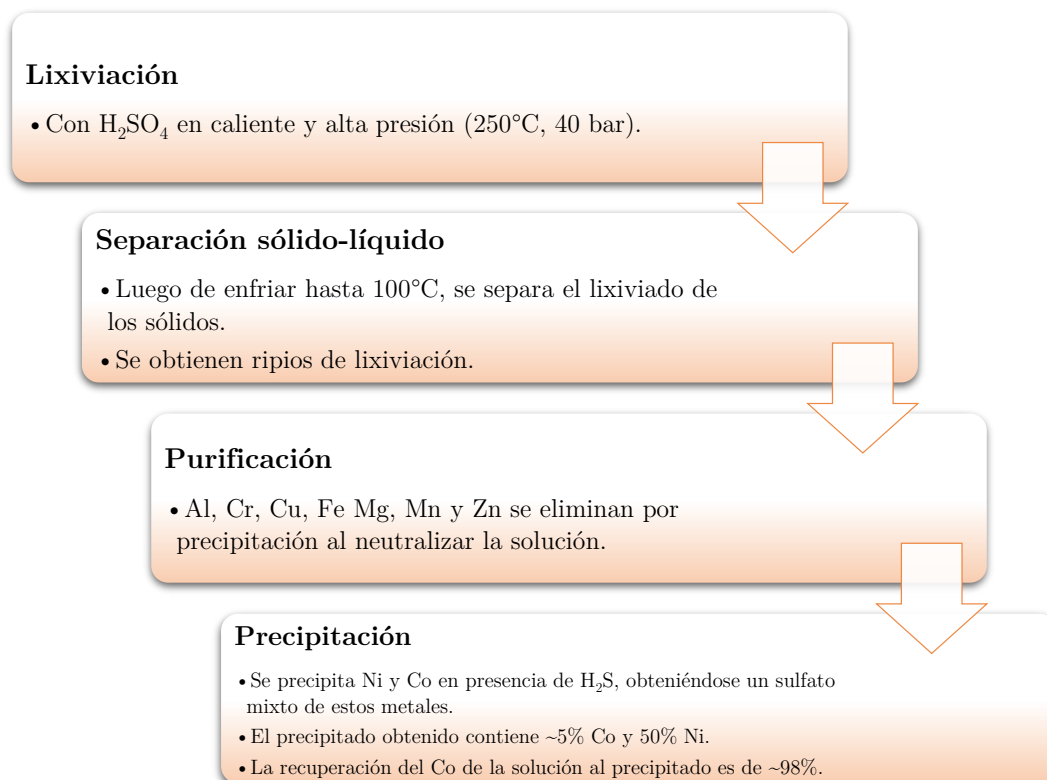 Lixiviación
• Con H₂SO₄ en caliente y alta presión (250°C, 40 bar).
Separación sólido-líquido
• Luego de enfriar hasta 100°C, se separa el lixiviado de
los sólidos.
• Se obtienen ripios de lixiviación.
Purificación
• Al, Cr, Cu, Fe Mg, Mn y Zn se eliminan por
precipitación al neutralizar la solución.
Precipitación
• Se precipita Ni y Co en presencia de H₂S, obteniéndose un sulfato
mixto de estos metales.
• El precipitado obtenido contiene ~5% Co y 50% Ni.
• La recuperación del Co de la solución al precipitado es de ~98%.